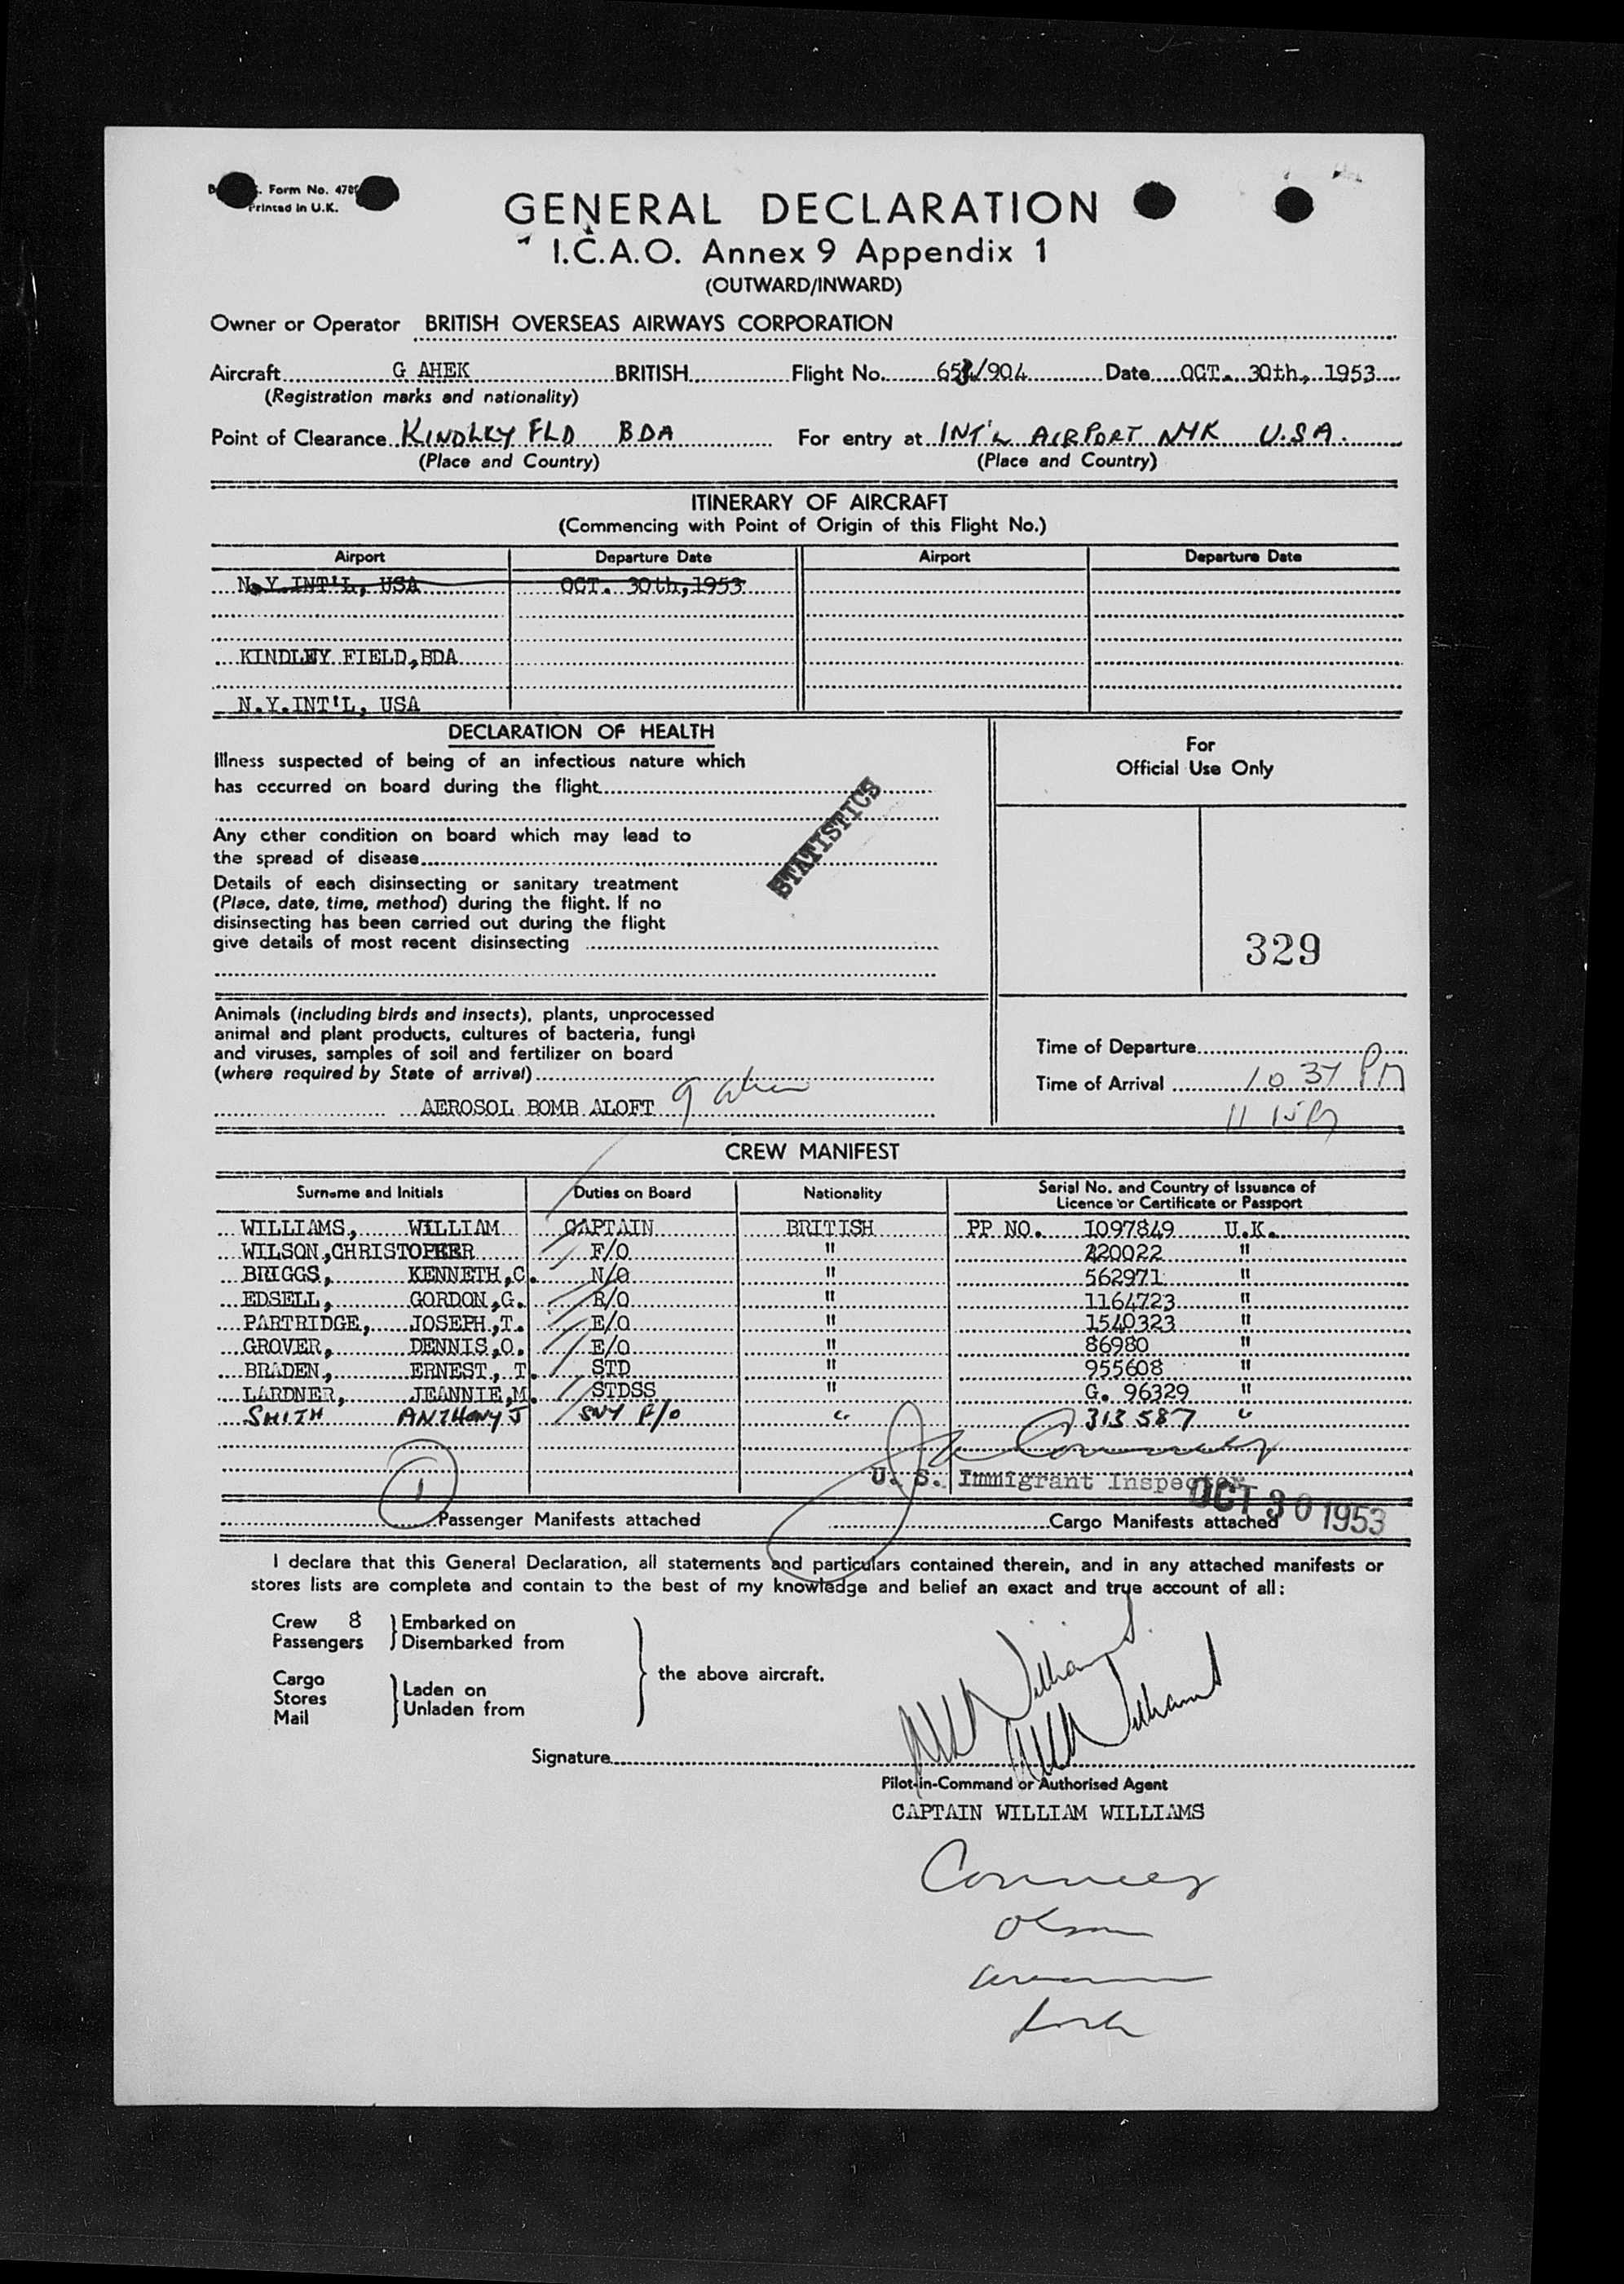 Form No. 470
Printed in U.K.
GENERAL DECLARATION
I.C.A.O. Annex 9 Appendix 1
(OUTWARD/INWARD)
Owner or Operator BRITISH OVERSEAS AIRWAYS CORPORATION
Aircraft G AHEK BRITISH Flight No. /904 Date OCT. 30th, 1953
(Registration marks and nationality)
Point of Clearance KINDLEY FLD BDA For entry at INT'L AIRPORT NYK U.S.A.
(Place and Country) (Place and Country)
ITINERARY OF AIRCRAFT
(Commencing with Point of Origin of this Flight No.)
Airport Departure Date Airport Departure Date
N.Y.INT'L, USA OCT. 30th,1953
KINDLEY FIELD,BDA
N.Y.INT'L, USA
DECLARATION OF HEALTH
Illness suspected of being of an infectious nature which
has occurred on board during the flight
Any other condition on board which may lead to
the spread of disease
Details of each disinsecting or sanitary treatment
(Place, date, time, method) during the flight. If no
disinsecting has been carried out during the flight
give details of most recent disinsecting
STATISTICS
For
Official Use Only
329
Animals (including birds and insects), plants, unprocessed
animal and plant products, cultures of bacteria, fungi
and viruses, samples of soil and fertilizer on board
(where required by State of arrival)
AEROSOL BOMB ALOFT
Time of Departure
Time of Arrival 10 37 PM
11 15 P
CREW MANIFEST
Surname and Initials Duties on Board Nationality Serial No. and Country of Issuance of
Licence or Certificate or Passport
WILLIAMS, WILLIAM CAPTAIN BRITISH PP NO. 1097849 U.K.
WILSON,CHRISTOPHER F/O " 220022 "
BRIGGS, KENNETH,C. N/O " 562971 "
EDSELL, GORDON,G. R/O " 1164723 "
PARTRIDGE, JOSEPH,T. E/O " 1540323 "
GROVER, DENNIS,O. E/O " 86980 "
BRADEN, ERNEST, T. STD " 955608 "
LARDNER, JEANNIE,M. STDSS " G. 96329 "
SMITH ANTHONY J SNY F/O " 313587 "
U. S. Immigrant Inspector
OCT 30 1953
1 Passenger Manifests attached Cargo Manifests attached
I declare that this General Declaration, all statements and particulars contained therein, and in any attached manifests or
stores lists are complete and contain to the best of my knowledge and belief an exact and true account of all:
Crew 8 Embarked on
Passengers Disembarked from
the above aircraft.
Cargo
Stores Laden on
Mail Unladen from
Signature
Pilot-in-Command or Authorised Agent
CAPTAIN WILLIAM WILLIAMS
Olson